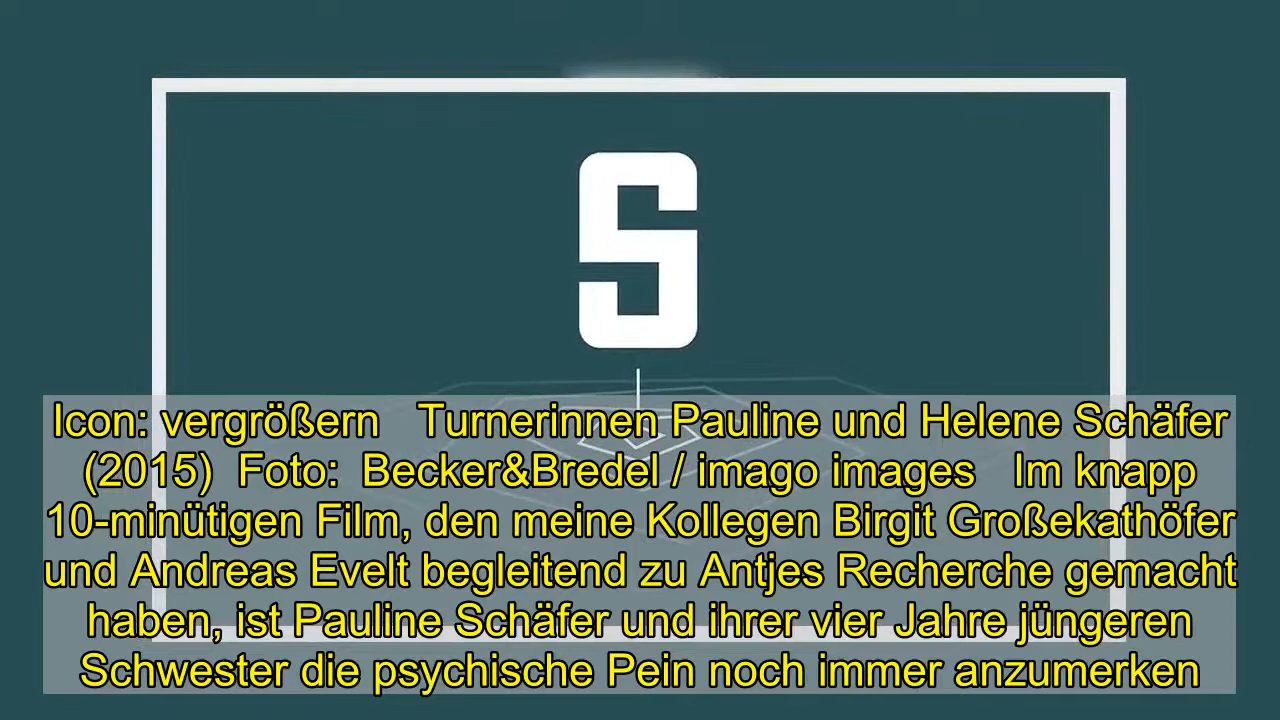 S
Icon: vergrößern   Turnerinnen Pauline und Helene Schäfer
(2015)  Foto:  Becker&Bredel / imago images   Im knapp
10-minütigen Film, den meine Kollegen Birgit Großekathöfer
und Andreas Evelt begleitend zu Antjes Recherche gemacht
haben, ist Pauline Schäfer und ihrer vier Jahre jüngeren
Schwester die psychische Pein noch immer anzumerken